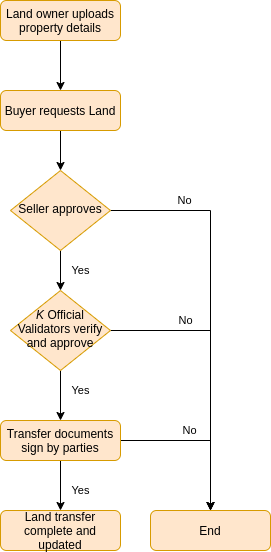 Land owner uploads
property details
Buyer requests Land
Seller approves
No
Yes
K Official
Validators verify
and approve
No
Yes
Transfer documents
sign by parties
No
Yes
Land transfer
complete and
updated
End